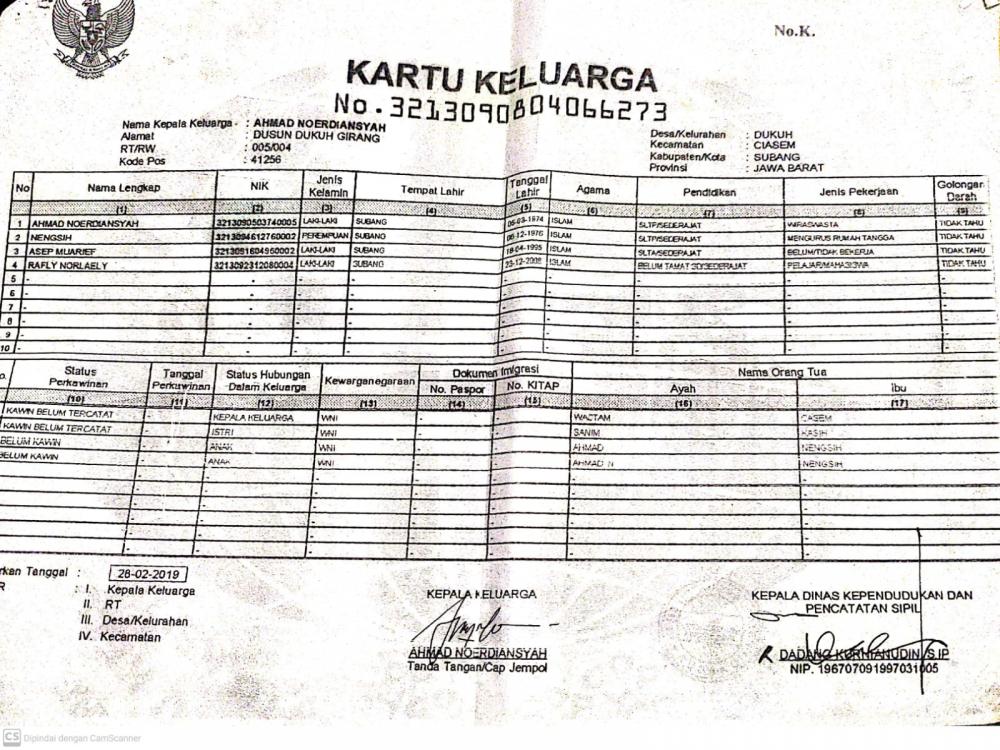 No.K.
KARTU KELUARGA
No. 3213090804066273
Nama Kepala Keluarga : AHMAD NOERDIANSYAH
Alamat : DUSUN DUKUH GIRANG
RT/RW : 005/004
Kode Pos : 41256
Desa/Kelurahan : DUKUH
Kecamatan : CIASEM
Kabupaten/Kota : SUBANG
Provinsi : JAWA BARAT
No Nama Lengkap NIK Jenis Kelamin Tempat Lahir Tanggal Lahir Agama Pendidikan Jenis Pekerjaan Golongan Darah
(1) (2) (3) (4) (5) (6) (7) (8) (9)
1 AHMAD NOERDIANSYAH 3213090503740005 LAKI-LAKI SUBANG 05-03-1974 ISLAM SLTP/SEDERAJAT WIRASWASTA TIDAK TAHU
2 NENGSIH 3213094612760002 PEREMPUAN SUBANG 06-12-1976 ISLAM SLTP/SEDERAJAT MENGURUS RUMAH TANGGA TIDAK TAHU
3 ASEP MUARIEF 3213091604950002 LAKI-LAKI SUBANG ISLAM SLTA/SEDERAJAT BELUM/TIDAK BEKERJA TIDAK TAHU
4 RAFLY NORLAELY 3213092312080004 LAKI-LAKI SUBANG 23-12-2008 ISLAM BELUM TAMAT SD/SEDERAJAT PELAJAR/MAHASISWA TIDAK TAHU
5 - - - - - - - - -
6 - - - - - - - - -
7 - - - - - - - - -
8 - - - - - - - - -
9 - - - - - - - - -
10 - - - - - - - - -
Status Perkawinan Tanggal Perkawinan Status Hubungan Dalam Keluarga Kewarganegaraan Dokumen Imigrasi Nama Orang Tua
No. Paspor No. KITAP Ayah Ibu
(10) (11) (12) (13) (14) (15) (16) (17)
KAWIN BELUM TERCATAT - KEPALA KELUARGA WNI - - WASTAM CASEM
KAWIN BELUM TERCATAT - ISTRI WNI - - SANIM KASIH
BELUM KAWIN - ANAK WNI - - AHMAD NENGSIH
BELUM KAWIN - ANAK WNI - - AHMAD N NENGSIH
rkan Tanggal : 28-02-2019
R : I. Kepala Keluarga
II. RT
III. Desa/Kelurahan
IV. Kecamatan
KEPALA KELUARGA
AHMAD NOERDIANSYAH
Tanda Tangan/Cap Jempol
KEPALA DINAS KEPENDUDUKAN DAN
PENCATATAN SIPIL
DADANG KURNIANUDIN, S.IP
NIP. 196707091997031005
CS Dipindai dengan CamScanner